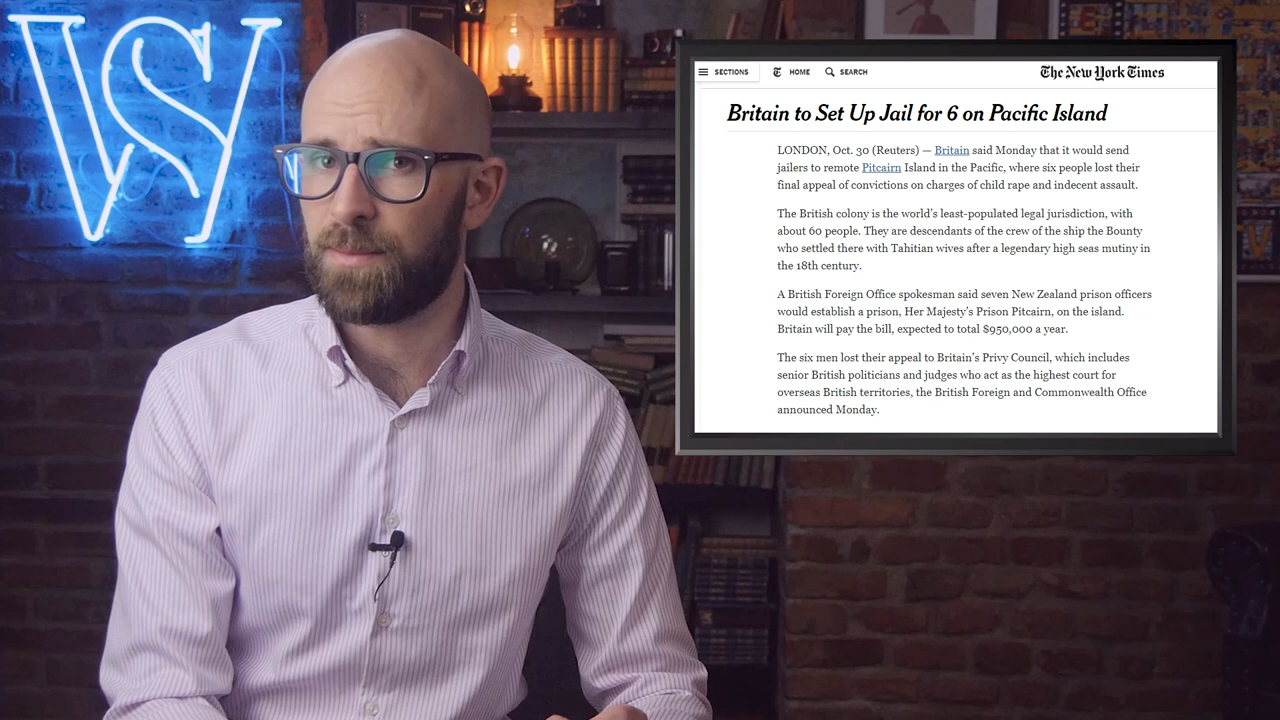 SECTIONS HOME SEARCH The New York Times
Britain to Set Up Jail for 6 on Pacific Island
LONDON, Oct. 30 (Reuters) — Britain said Monday that it would send
jailers to remote Pitcairn Island in the Pacific, where six people lost their
final appeal of convictions on charges of child rape and indecent assault.
The British colony is the world's least-populated legal jurisdiction, with
about 60 people. They are descendants of the crew of the ship the Bounty
who settled there with Tahitian wives after a legendary high seas mutiny in
the 18th century.
A British Foreign Office spokesman said seven New Zealand prison officers
would establish a prison, Her Majesty's Prison Pitcairn, on the island.
Britain will pay the bill, expected to total $950,000 a year.
The six men lost their appeal to Britain's Privy Council, which includes
senior British politicians and judges who act as the highest court for
overseas British territories, the British Foreign and Commonwealth Office
announced Monday.